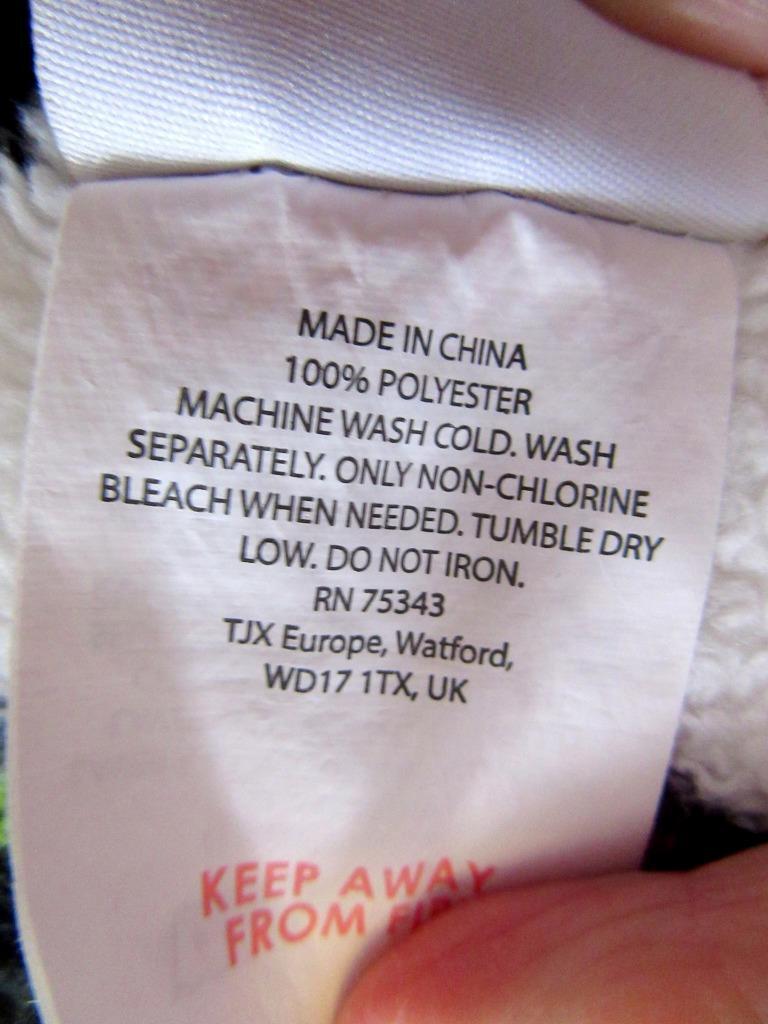 MADE IN CHINA
100% POLYESTER
MACHINE WASH COLD. WASH
SEPARATELY. ONLY NON-CHLORINE
BLEACH WHEN NEEDED. TUMBLE DRY
LOW. DO NOT IRON.
RN 75343
TJX Europe, Watford,
WD17 1TX, UK
KEEP AWAY
FROM